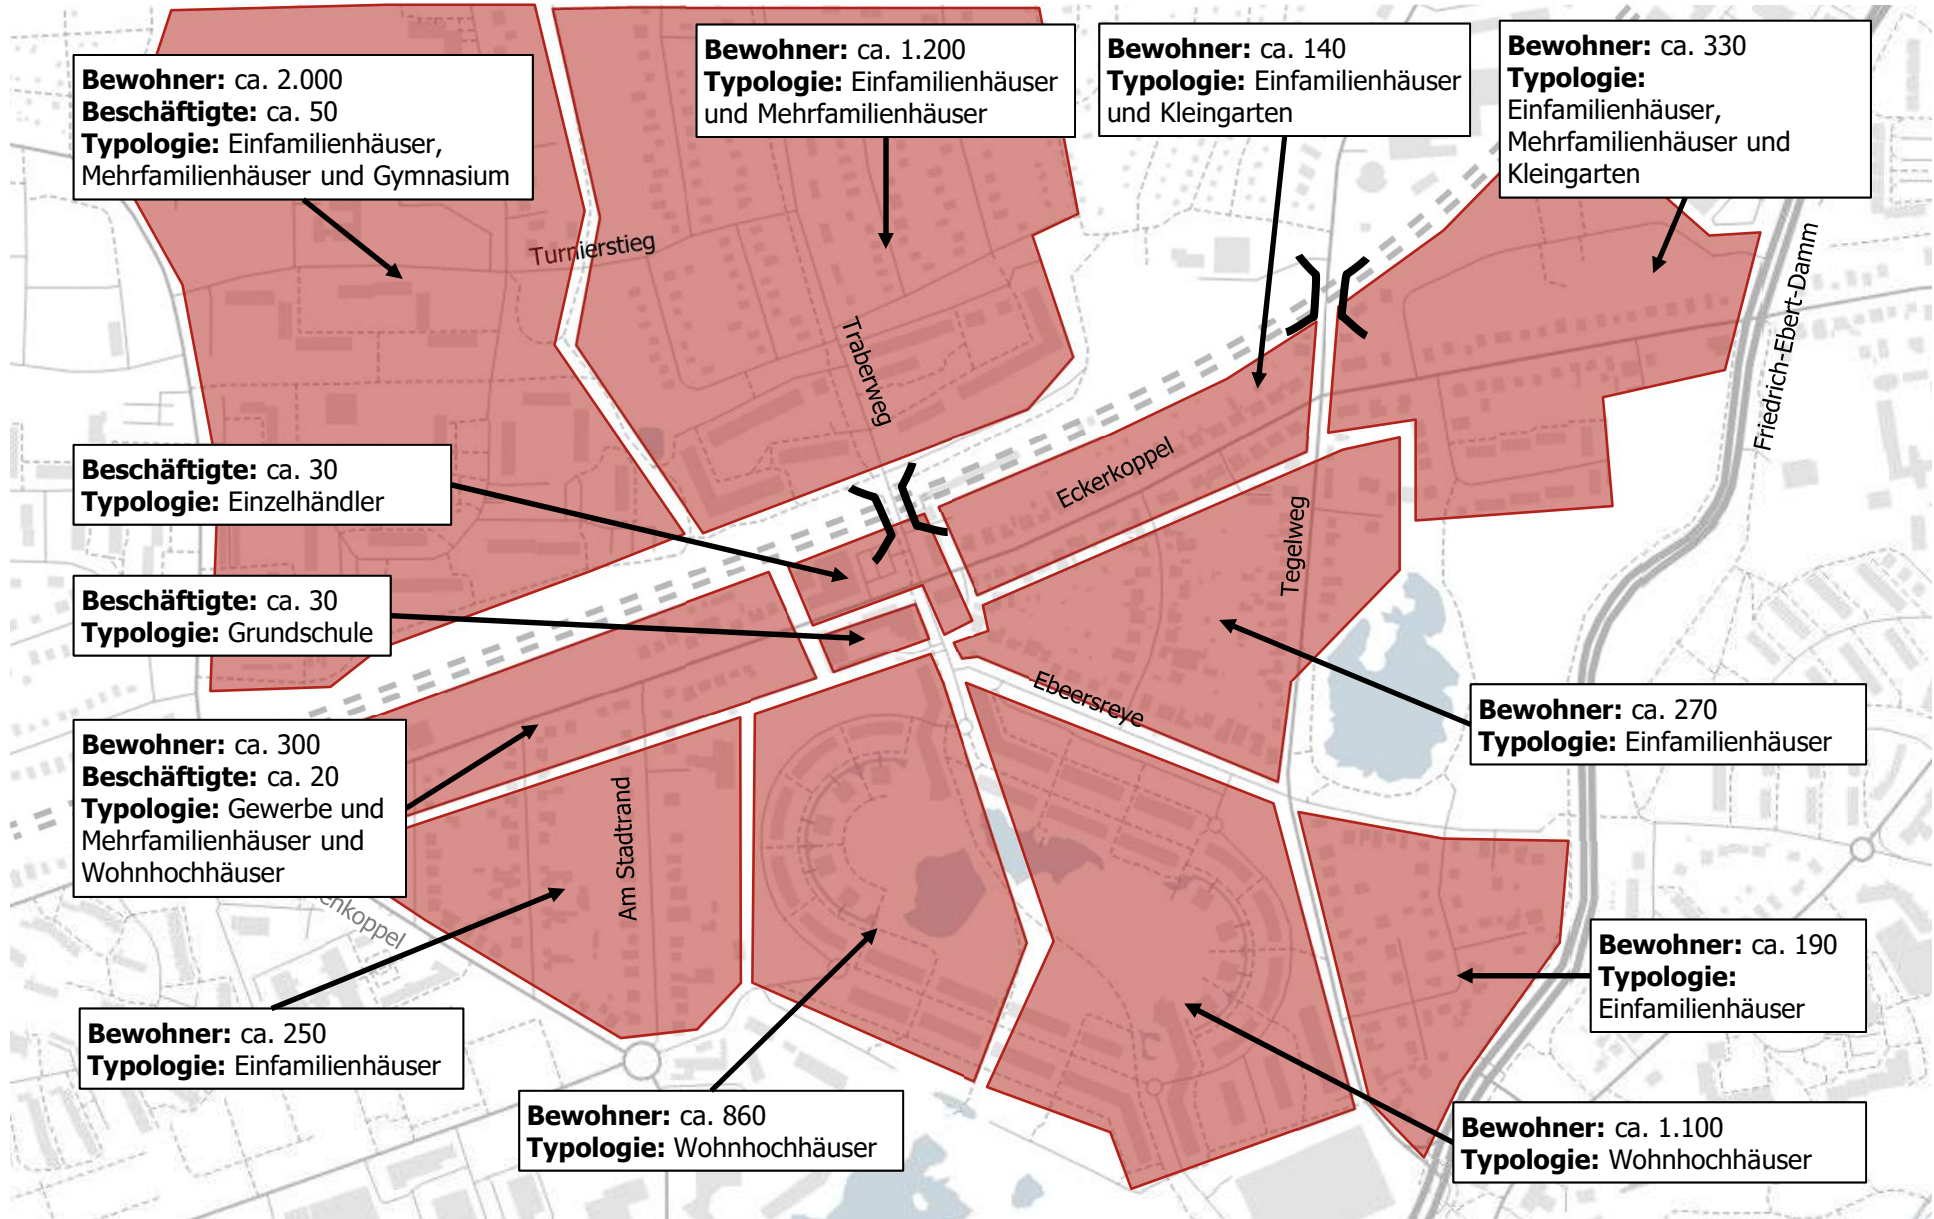 Bewohner: ca. 2.000
Beschäftigte: ca. 50
Typologie: Einfamilienhäuser,
Mehrfamilienhäuser und Gymnasium
Bewohner: ca. 1.200
Typologie: Einfamilienhäuser
und Mehrfamilienhäuser
Bewohner: ca. 140
Typologie: Einfamilienhäuser
und Kleingarten
Bewohner: ca. 330
Typologie:
Einfamilienhäuser,
Mehrfamilienhäuser und
Kleingarten
Turnierstieg
Traberweg
Friedrich-Ebert-Damm
Beschäftigte: ca. 30
Typologie: Einzelhändler
Eckerkoppel
Tegelweg
Beschäftigte: ca. 30
Typologie: Grundschule
Ebeersreye
Bewohner: ca. 270
Typologie: Einfamilienhäuser
Bewohner: ca. 300
Beschäftigte: ca. 20
Typologie: Gewerbe und
Mehrfamilienhäuser und
Wohnhochhäuser
Am Stadtrand
enkoppel
Bewohner: ca. 190
Typologie:
Einfamilienhäuser
Bewohner: ca. 250
Typologie: Einfamilienhäuser
Bewohner: ca. 860
Typologie: Wohnhochhäuser
Bewohner: ca. 1.100
Typologie: Wohnhochhäuser